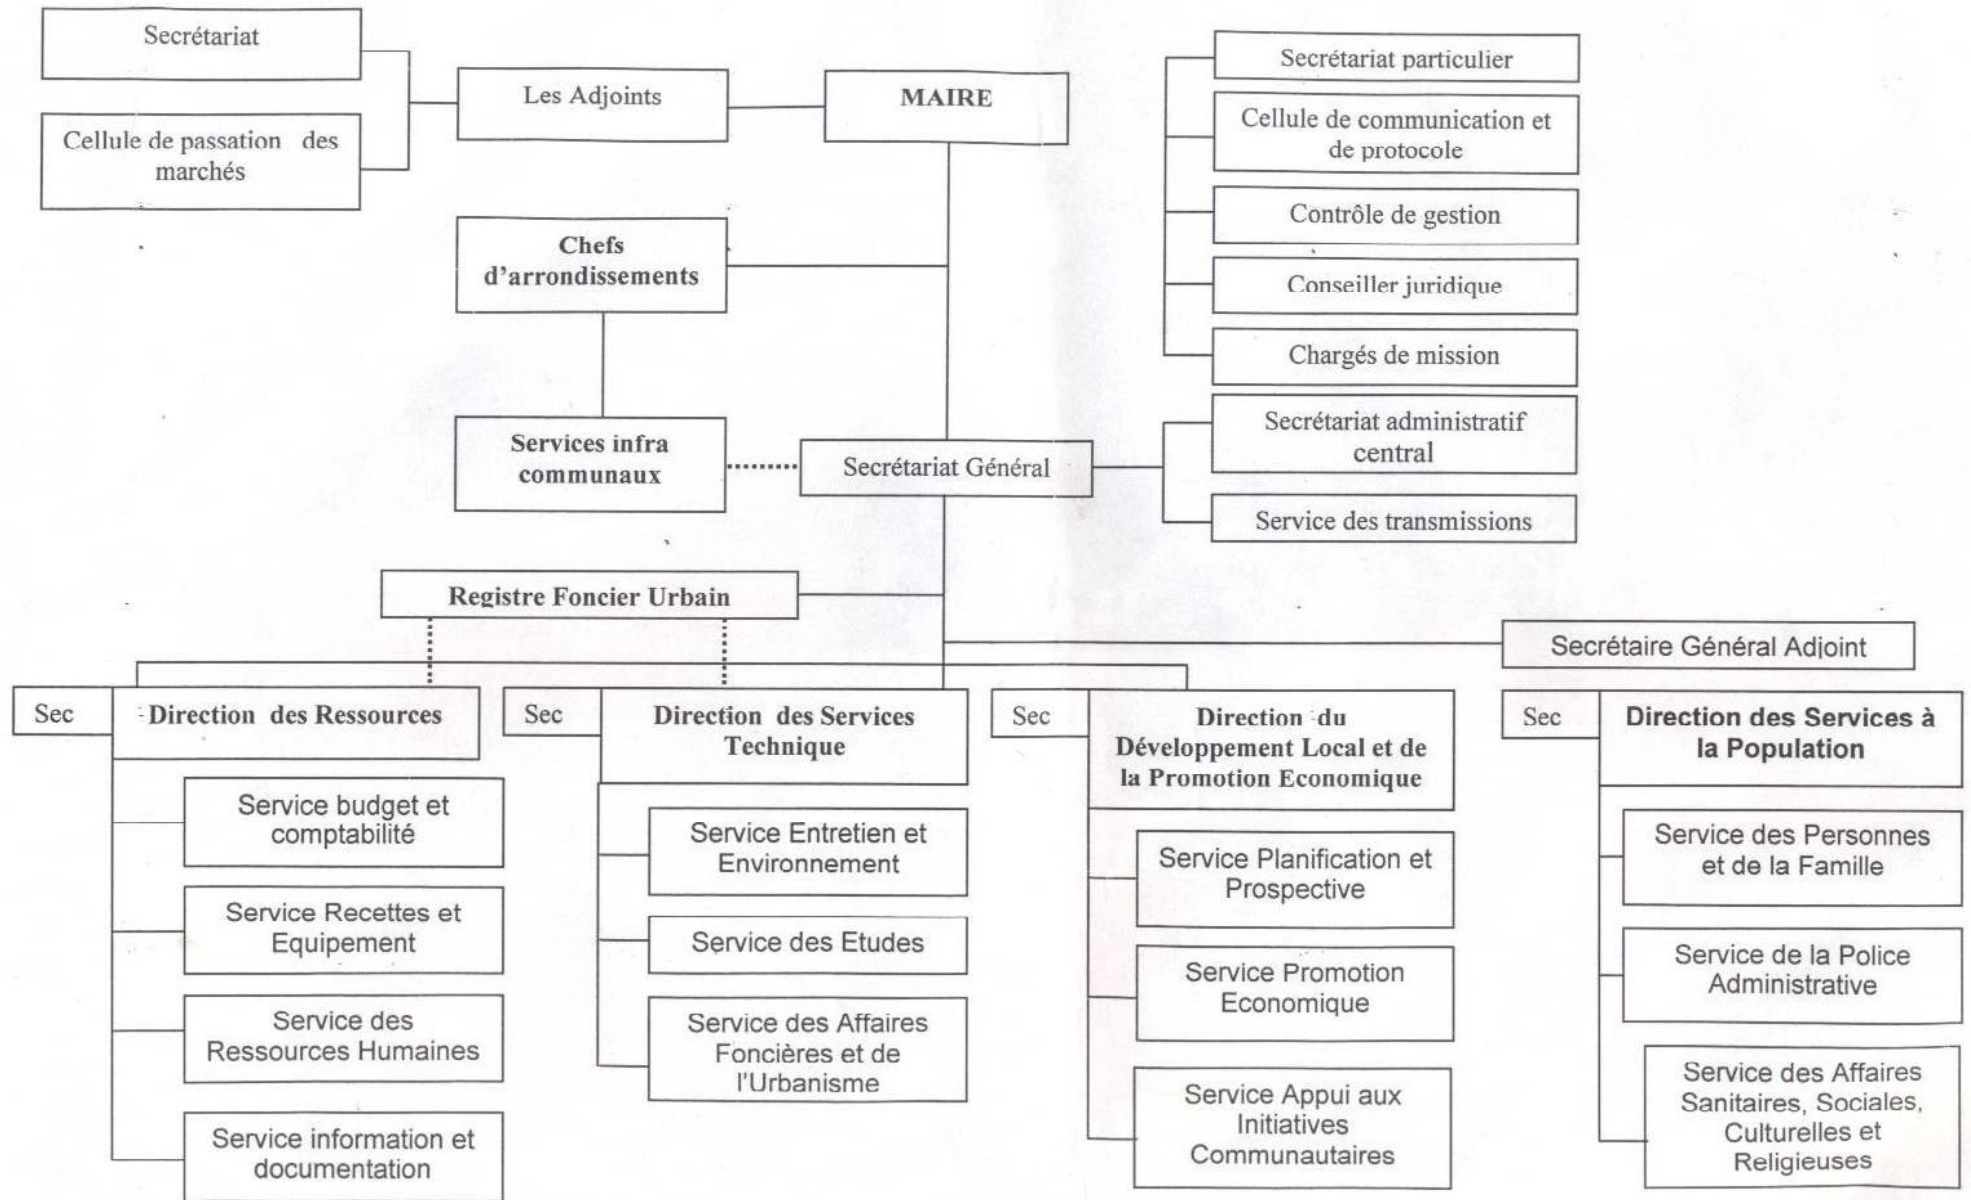 Secrétariat
Cellule de passation des
marchés
Les Adjoints
MAIRE
Chefs
d'arrondissements
Services infra
communaux
Secrétariat Général
Secrétariat particulier
Cellule de communication et
de protocole
Contrôle de gestion
Conseiller juridique
Chargés de mission
Secrétariat administratif
central
Service des transmissions
Registre Foncier Urbain
Secrétaire Général Adjoint
Sec
Direction des Ressources
Service budget et
comptabilité
Service Recettes et
Equipement
Service des
Ressources Humaines
Service information et
documentation
Sec
Direction des Services
Technique
Service Entretien et
Environnement
Service des Etudes
Service des Affaires
Foncières et de
l'Urbanisme
Sec
Direction du
Développement Local et de
la Promotion Economique
Service Planification et
Prospective
Service Promotion
Economique
Service Appui aux
Initiatives
Communautaires
Sec
Direction des Services à
la Population
Service des Personnes
et de la Famille
Service de la Police
Administrative
Service des Affaires
Sanitaires, Sociales,
Culturelles et
Religieuses